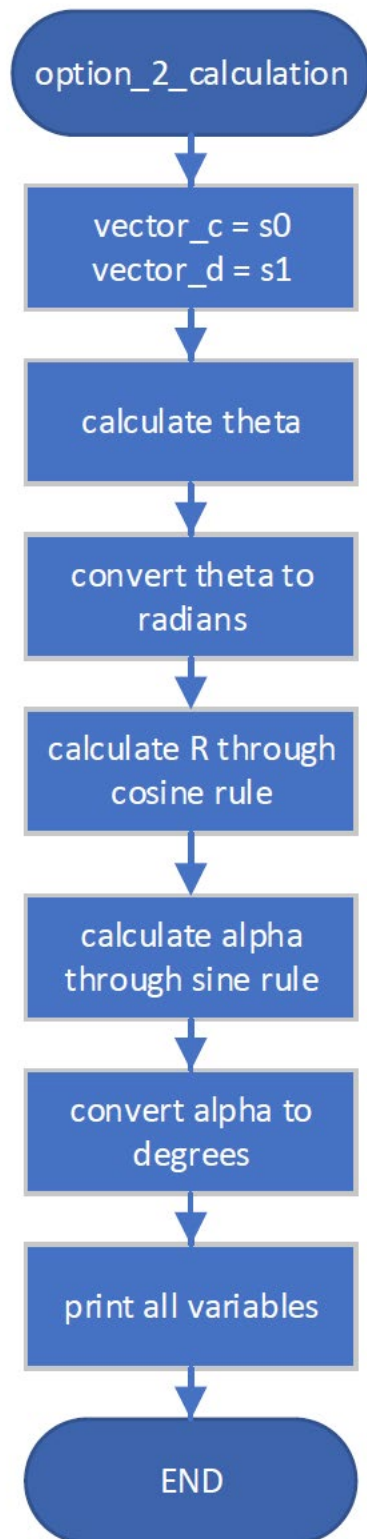 option_2_calculation
vector_c = s0
vector_d = s1
calculate theta
convert theta to
radians
calculate R through
cosine rule
calculate alpha
through sine rule
convert alpha to
degrees
print all variables
END